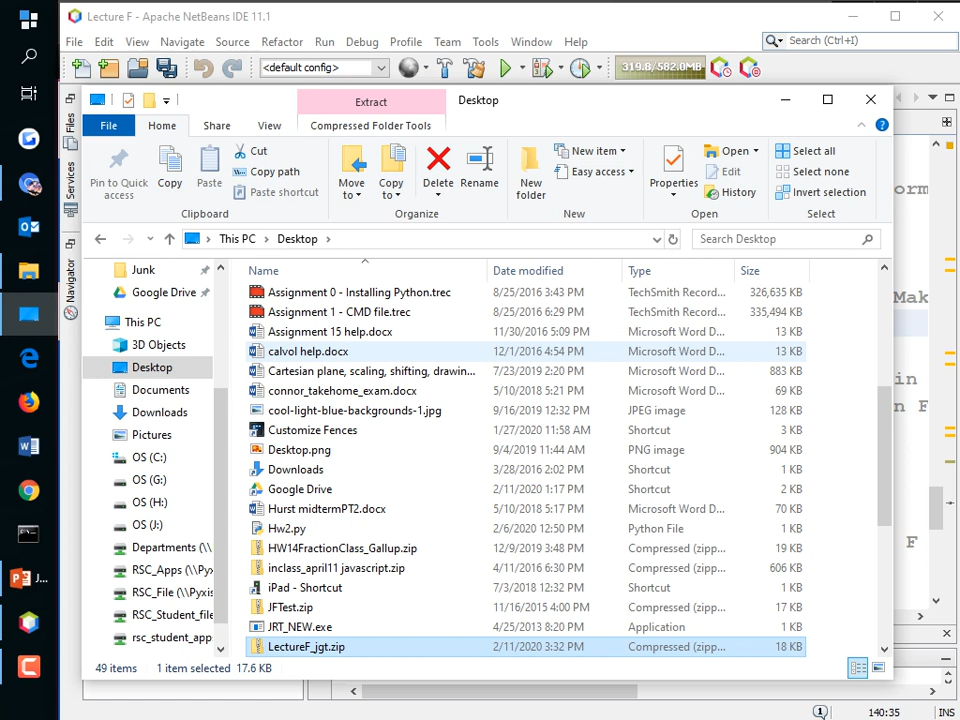 Lecture F - Apache NetBeans IDE 11.1
File Edit View Navigate Source Refactor Run Debug Profile Team Tools Window Help
Search (Ctrl+I)
<default config>
319.8/582.0MB
Extract
Desktop
File Home Share View Compressed Folder Tools
Files
Services
Navigator
Pin to Quick access
Copy
Paste
Cut
Copy path
Paste shortcut
Clipboard
Move to
Copy to
Delete
Rename
Organize
New folder
New item
Easy access
New
Properties
Open
Edit
History
Open
Select all
Select none
Invert selection
Select
This PC > Desktop >
Search Desktop
Junk
Google Drive
This PC
3D Objects
Desktop
Documents
Downloads
Pictures
OS (C:)
OS (G:)
OS (H:)
OS (J:)
Departments (\\
RSC_Apps (\\Pyx
RSC_File (\\Pyxis
RSC_Student_file
rsc_student_app
Name Date modified Type Size
Assignment 0 - Installing Python.trec 8/25/2016 3:43 PM TechSmith Record... 326,635 KB
Assignment 1 - CMD file.trec 8/25/2016 6:29 PM TechSmith Record... 335,494 KB
Assignment 15 help.docx 11/30/2016 5:09 PM Microsoft Word D... 13 KB
calvol help.docx 12/1/2016 4:54 PM Microsoft Word D... 13 KB
Cartesian plane, scaling, shifting, drawin... 7/23/2019 2:20 PM Microsoft Word D... 883 KB
connor_takehome_exam.docx 5/10/2018 5:21 PM Microsoft Word D... 69 KB
cool-light-blue-backgrounds-1.jpg 9/16/2019 12:32 PM JPEG image 128 KB
Customize Fences 1/27/2020 11:58 AM Shortcut 3 KB
Desktop.png 9/4/2019 11:44 AM PNG image 904 KB
Downloads 3/28/2016 2:02 PM Shortcut 1 KB
Google Drive 2/11/2020 1:17 PM Shortcut 1 KB
Hurst midtermPT2.docx 5/10/2018 5:17 PM Microsoft Word D... 70 KB
Hw2.py 2/6/2020 12:50 PM Python File 1 KB
HW14FractionClass_Gallup.zip 12/9/2019 3:48 PM Compressed (zipp... 19 KB
inclass_april11 javascript.zip 4/11/2016 6:30 PM Compressed (zipp... 606 KB
iPad - Shortcut 7/3/2018 12:32 PM Shortcut 1 KB
JFTest.zip 11/16/2015 4:00 PM Compressed (zipp... 17 KB
JRT_NEW.exe 4/25/2013 8:20 PM Application 1 KB
LectureF_jgt.zip 2/11/2020 3:32 PM Compressed (zipp... 18 KB
49 items 1 item selected 17.6 KB
orm
Mak
in
n F
F
J...
140:35 INS